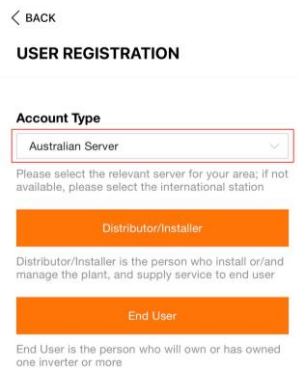 BACK
USER REGISTRATION
Account Type
Australian Server
Please select the relevant server for your area; if not
available, please select the international station
Distributor/Installer
Distributor/Installer is the person who install or/and
manage the plant, and supply service to end user
End User
End User is the person who will own or has owned
one inverter or more